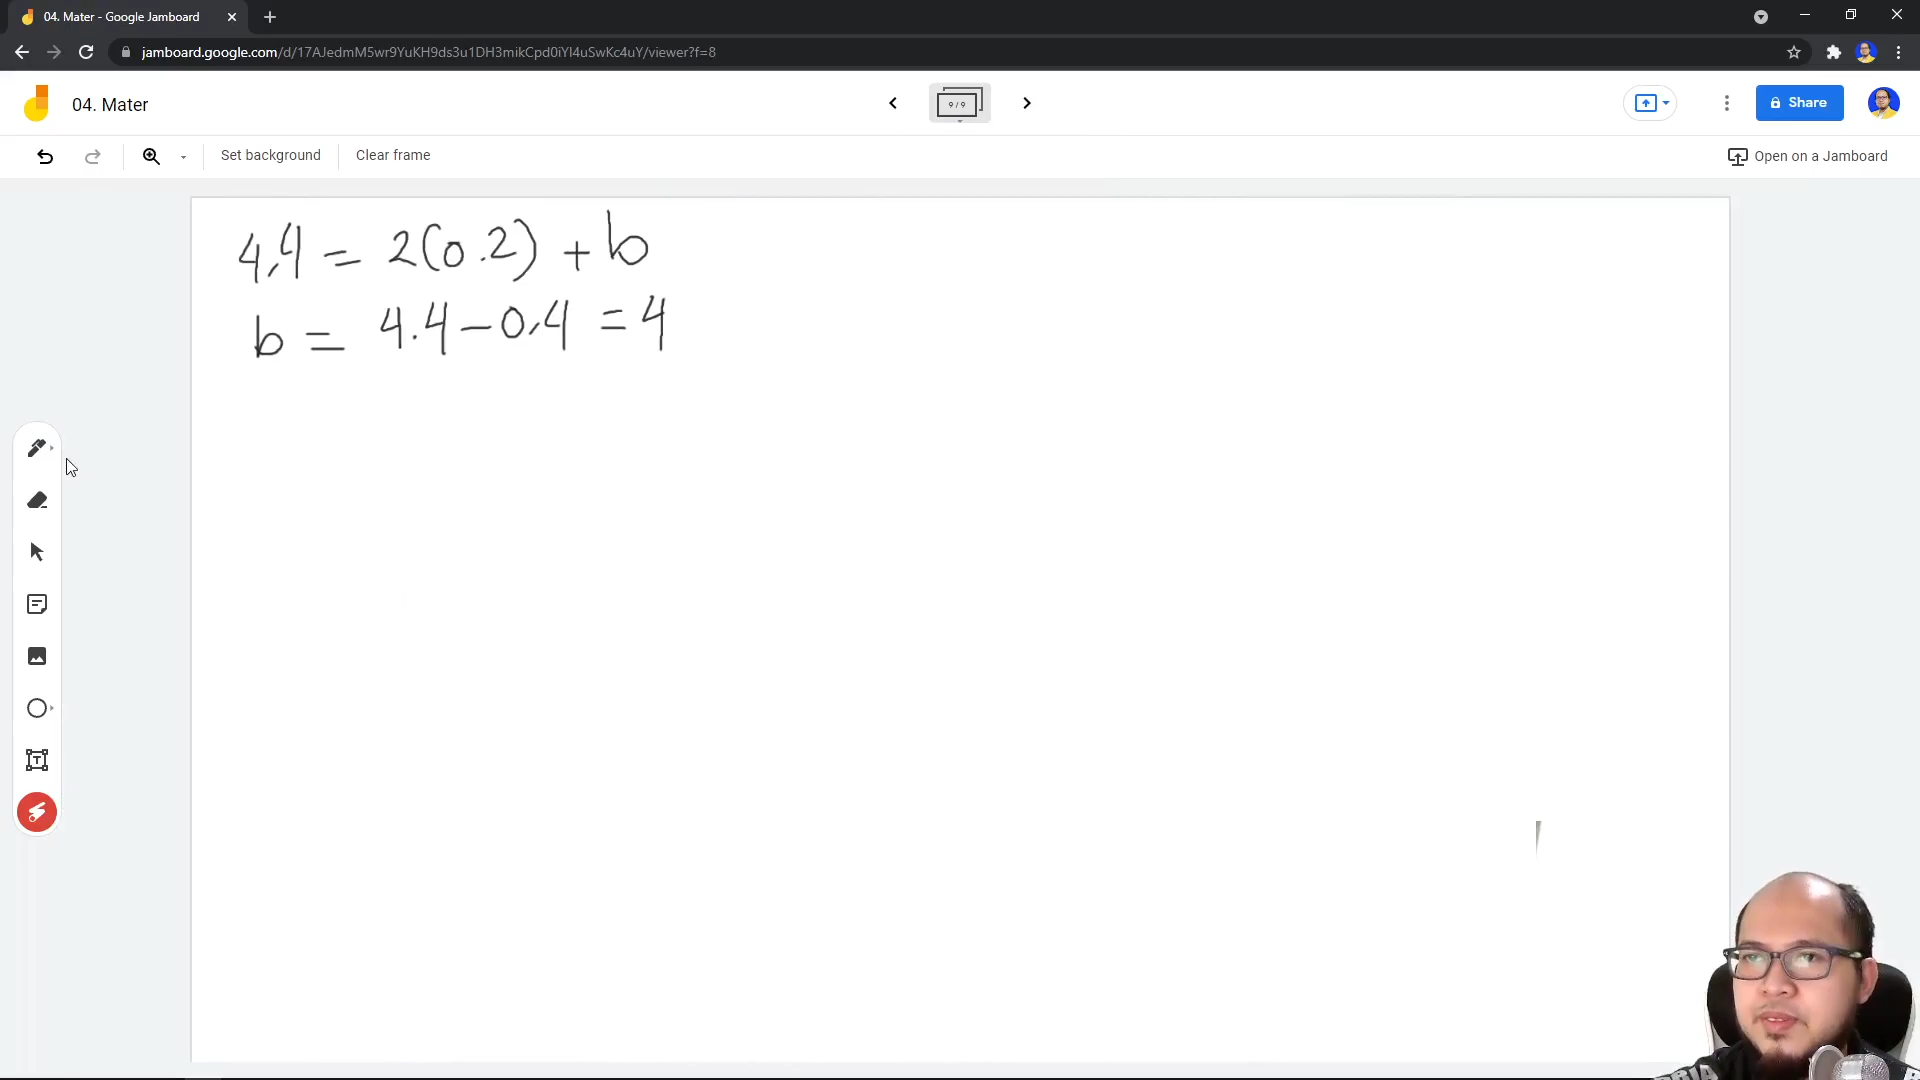 04. Mater - Google Jamboard
jamboard.google.com/d/17AJedmM5wr9YuKH9ds3u1DH3mikCpd0iYI4uSwKc4uY/viewer?f=8
04. Mater
9 / 9
Share
Set background
Clear frame
Open on a Jamboard
4,4 = 2(0.2) + b
b = 4.4 - 0,4 = 4